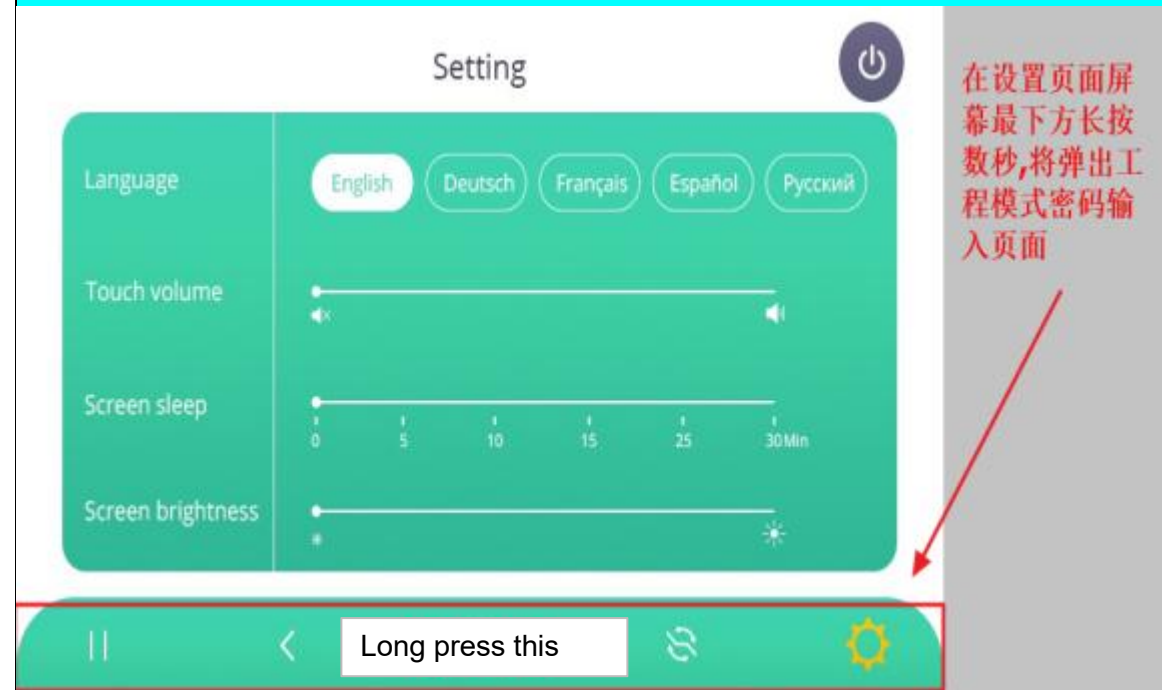 Setting
Language
English Deutsch Français Español Русский
Touch volume
Screen sleep
0 5 10 15 25 30Min
Screen brightness
Long press this
在设置页面屏
幕最下方长按
数秒,将弹出工
程模式密码输
入页面